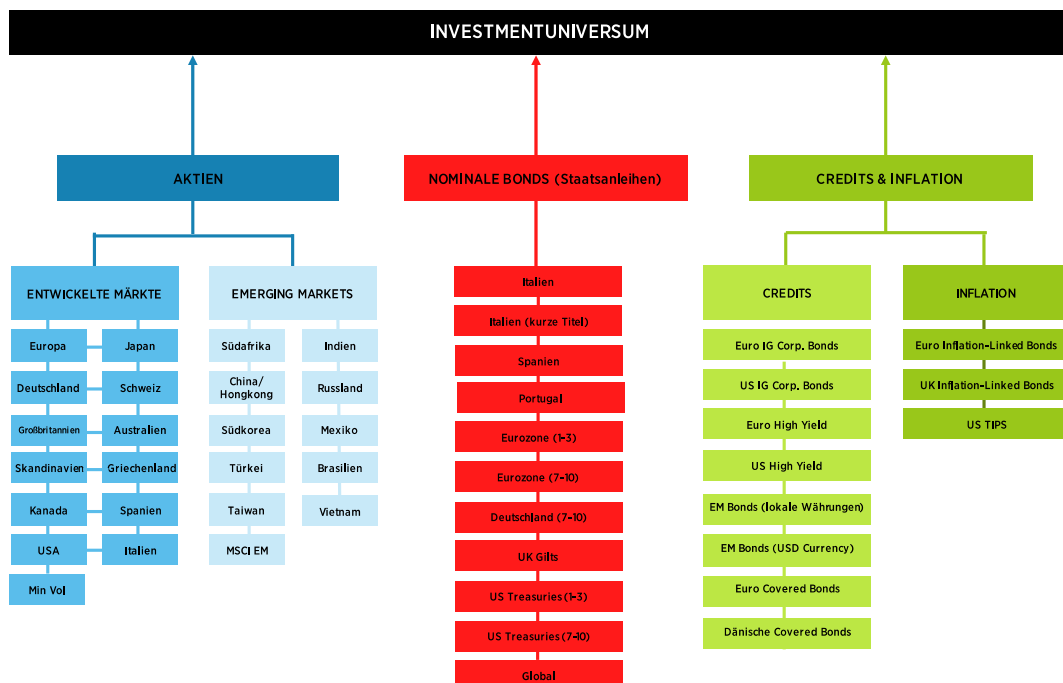 INVESTMENTUNIVERSUM
AKTIEN
ENTWICKELTE MÄRKTE
Europa
Japan
Deutschland
Schweiz
Großbritannien
Australien
Skandinavien
Griechenland
Kanada
Spanien
USA
Italien
Min Vol
EMERGING MARKETS
Südafrika
Indien
China/
Hongkong
Russland
Südkorea
Mexiko
Türkei
Brasilien
Taiwan
Vietnam
MSCI EM
NOMINALE BONDS (Staatsanleihen)
Italien
Italien (kurze Titel)
Spanien
Portugal
Eurozone (1-3)
Eurozone (7-10)
Deutschland (7-10)
UK Gilts
US Treasuries (1-3)
US Treasuries (7-10)
Global
CREDITS & INFLATION
CREDITS
Euro IG Corp. Bonds
US IG Corp. Bonds
Euro High Yield
US High Yield
EM Bonds (lokale Währungen)
EM Bonds (USD Currency)
Euro Covered Bonds
Dänische Covered Bonds
INFLATION
Euro Inflation-Linked Bonds
UK Inflation-Linked Bonds
US TIPS